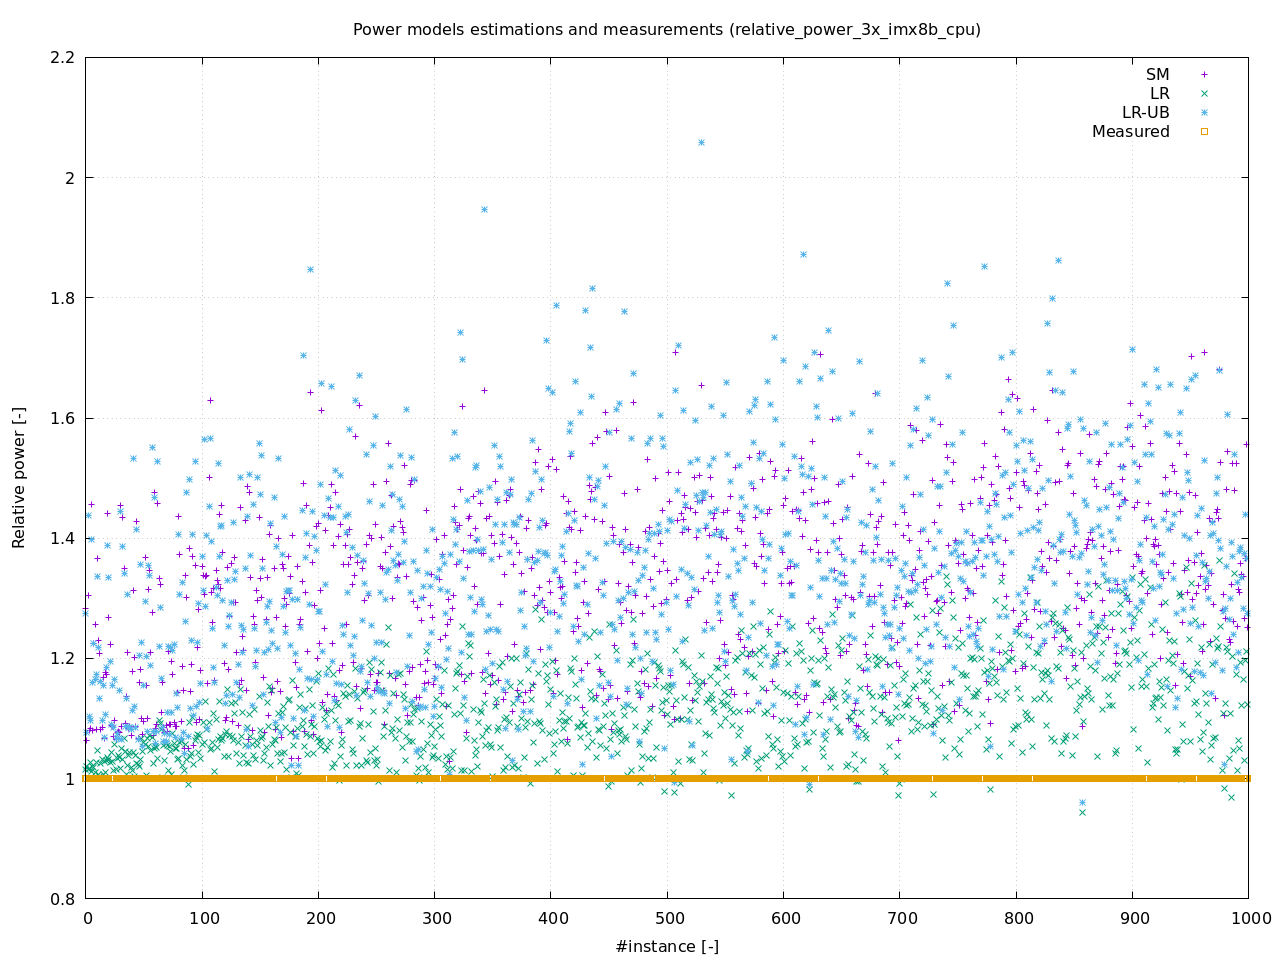 Power models estimations and measurements (relative_power_3x_imx8b_cpu)
2.2
2
1.8
1.6
1.4
1.2
1
0.8
Relative power [-]
SM
LR
LR-UB
Measured
0 100 200 300 400 500 600 700 800 900 1000
#instance [-]